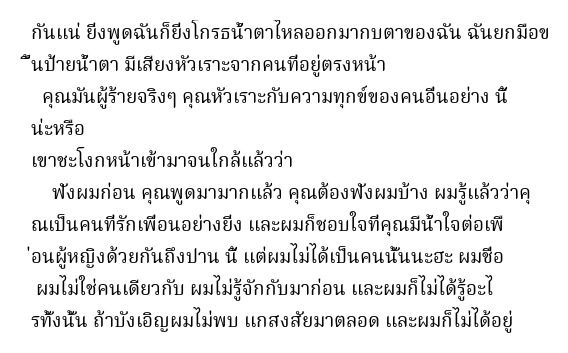 กันแน่ ยิ่งพูดฉันก็ยิ่งโกรธน้ำตาไหลออกมากบตาของฉัน ฉันยกมือข
ึ้นป้ายน้ำตา มีเสียงหัวเราะจากคนที่อยู่ตรงหน้า
คุณมันผู้ร้ายจริงๆ คุณหัวเราะกับความทุกข์ของคนอื่นอย่าง นี้
น่ะหรือ
เขาชะโงกหน้าเข้ามาจนใกล้แล้วว่า
ฟังผมก่อน คุณพูดมามากแล้ว คุณต้องฟังผมบ้าง ผมรู้แล้วว่าคุ
ณเป็นคนที่รักเพื่อนอย่างยิ่ง และผมก็ชอบใจที่คุณมีน้ำใจต่อเพื
่อนผู้หญิงด้วยกันถึงปาน นี้ แต่ผมไม่ได้เป็นคนนั้นนะฮะ ผมชื่อ
ผมไม่ใช่คนเดียวกับ ผมไม่รู้จักกับมาก่อน และผมก็ไม่ได้รู้อะไ
รทั้งนั้น ถ้าบังเอิญผมไม่พบ แกสงสัยมาตลอด และผมก็ไม่ได้อยู่